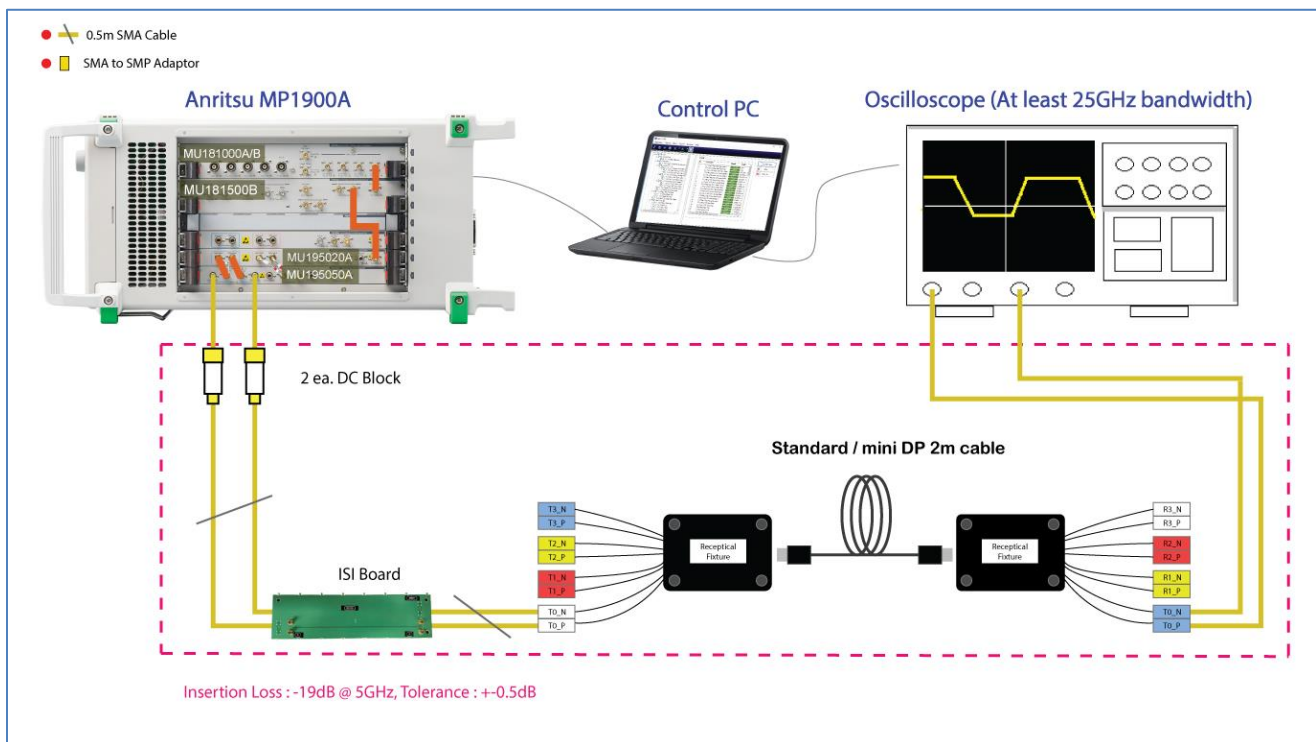 0.5m SMA Cable
SMA to SMP Adaptor
Anritsu MP1900A
Control PC
Oscilloscope (At least 25GHz bandwidth)
MU181000A/B
MU181500B
MU195020A
MU195050A
2 ea. DC Block
Standard / mini DP 2m cable
T3_N
T3_P
T2_N
T2_P
T1_N
T1_P
T0_N
T0_P
Receptical
Fixture
Receptical
Fixture
R3_N
R3_P
R2_N
R2_P
R1_N
R1_P
T0_N
T0_P
ISI Board
Insertion Loss : -19dB @ 5GHz, Tolerance : +-0.5dB